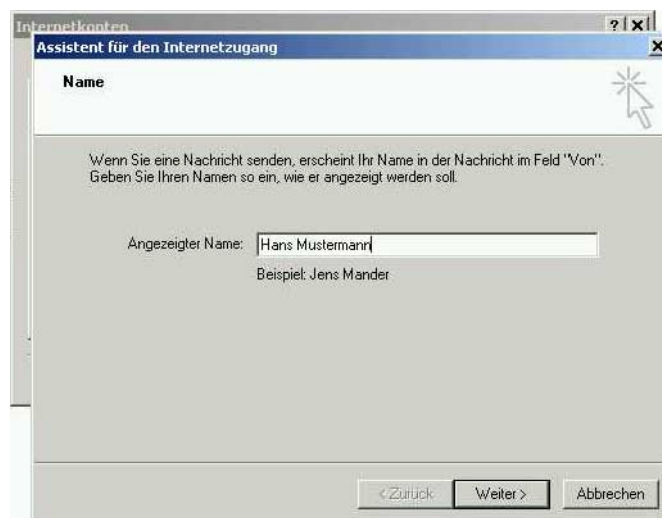 Internetkonten
Assistent für den Internetzugang
Name
Wenn Sie eine Nachricht senden, erscheint Ihr Name in der Nachricht im Feld "Von".
Geben Sie Ihren Namen so ein, wie er angezeigt werden soll.
Angezeigter Name: Hans Mustermann
Beispiel: Jens Mander
< Zurück Weiter > Abbrechen